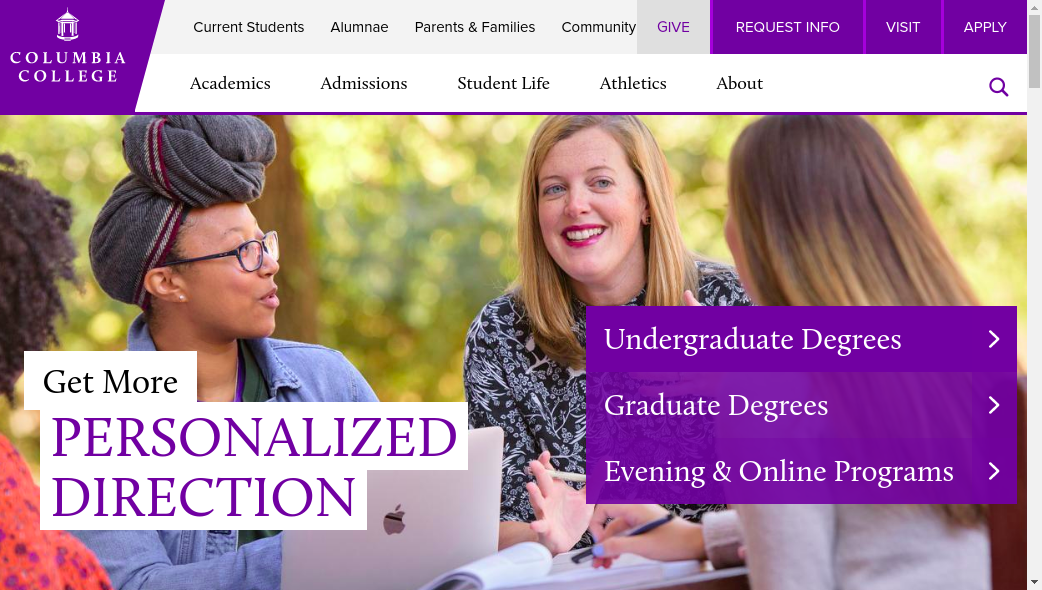 COLUMBIA
COLLEGE
Current Students
Alumnae
Parents & Families
Community
GIVE
REQUEST INFO
VISIT
APPLY
Academics
Admissions
Student Life
Athletics
About
Get More
PERSONALIZED
DIRECTION
Undergraduate Degrees
Graduate Degrees
Evening & Online Programs